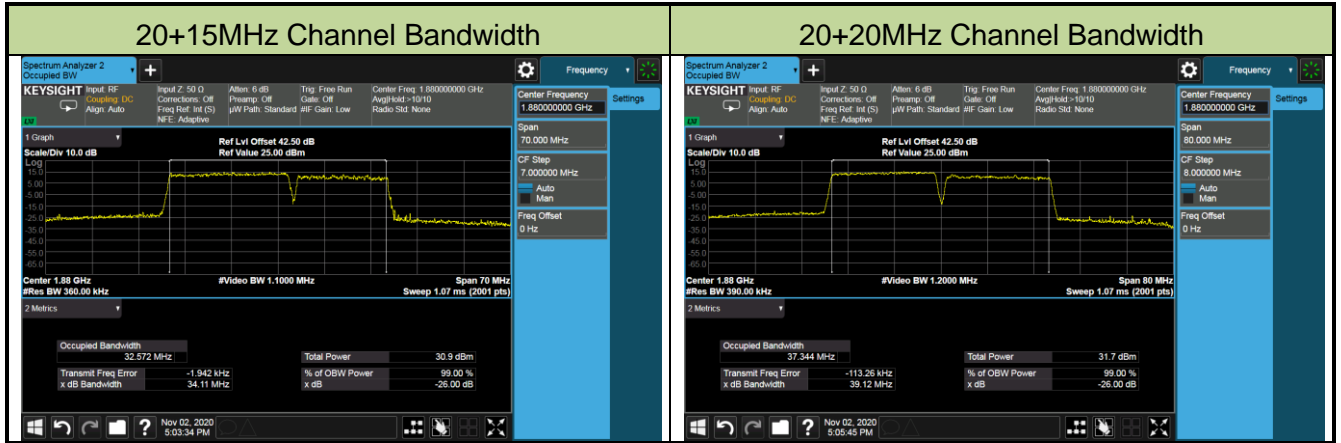 20+15MHz Channel Bandwidth
Spectrum Analyzer 2
Occupied BW
+
Frequency
KEYSIGHT
Input: RF
Coupling: DC
Align: Auto
Input Z: 50 Ω
Corrections: Off
Freq Ref: Int (S)
NFE: Adaptive
Atten: 6 dB
Preamp: Off
µW Path: Standard
Trig: Free Run
Gate: Off
#IF Gain: Low
Center Freq: 1.880000000 GHz
Avg|Hold:>10/10
Radio Std: None
LXI
Center Frequency
1.880000000 GHz
Settings
Span
70.000 MHz
CF Step
7.000000 MHz
Auto
Man
Freq Offset
0 Hz
1 Graph
Scale/Div 10.0 dB
Ref Lvl Offset 42.50 dB
Ref Value 25.00 dBm
Log
15.0
5.00
-5.00
-15.0
-25.0
-35.0
-45.0
-55.0
-65.0
Center 1.88 GHz
#Video BW 1.1000 MHz
Span 70 MHz
#Res BW 360.00 kHz
Sweep 1.07 ms (2001 pts)
2 Metrics
Occupied Bandwidth
32.572 MHz
Total Power 30.9 dBm
Transmit Freq Error -1.942 kHz
% of OBW Power 99.00 %
x dB Bandwidth 34.11 MHz
x dB -26.00 dB
?
Nov 02, 2020
5:03:34 PM
20+20MHz Channel Bandwidth
Spectrum Analyzer 2
Occupied BW
+
Frequency
KEYSIGHT
Input: RF
Coupling: DC
Align: Auto
Input Z: 50 Ω
Corrections: Off
Freq Ref: Int (S)
NFE: Adaptive
Atten: 6 dB
Preamp: Off
µW Path: Standard
Trig: Free Run
Gate: Off
#IF Gain: Low
Center Freq: 1.880000000 GHz
Avg|Hold:>10/10
Radio Std: None
LXI
Center Frequency
1.880000000 GHz
Settings
Span
80.000 MHz
CF Step
8.000000 MHz
Auto
Man
Freq Offset
0 Hz
1 Graph
Scale/Div 10.0 dB
Ref Lvl Offset 42.50 dB
Ref Value 25.00 dBm
Log
15.0
5.00
-5.00
-15.0
-25.0
-35.0
-45.0
-55.0
-65.0
Center 1.88 GHz
#Video BW 1.2000 MHz
Span 80 MHz
#Res BW 390.00 kHz
Sweep 1.07 ms (2001 pts)
2 Metrics
Occupied Bandwidth
37.344 MHz
Total Power 31.7 dBm
Transmit Freq Error -113.26 kHz
% of OBW Power 99.00 %
x dB Bandwidth 39.12 MHz
x dB -26.00 dB
?
Nov 02, 2020
5:05:45 PM